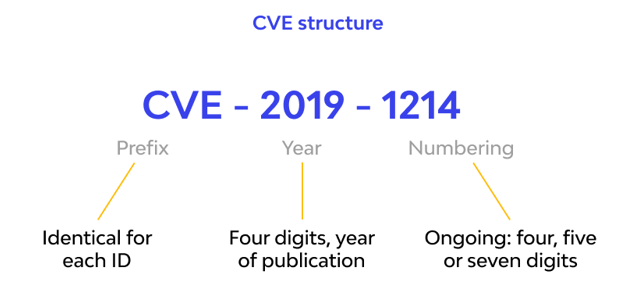 CVE structure
CVE - 2019 - 1214
Prefix Year Numbering
Identical for Four digits, year Ongoing: four, five
each ID of publication or seven digits